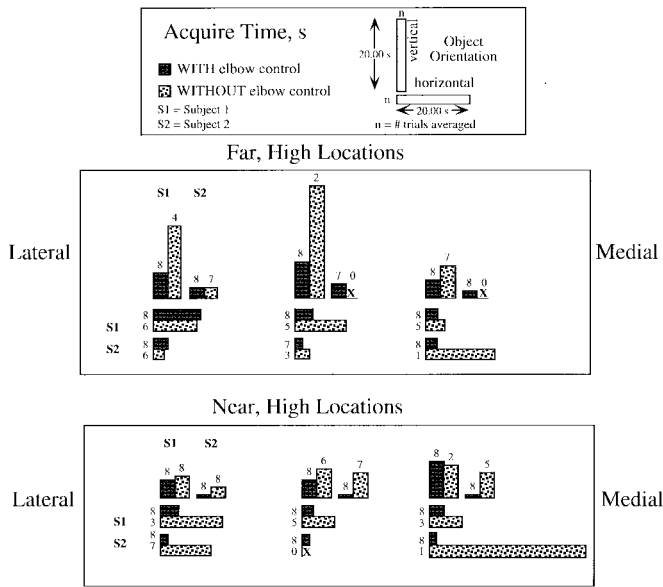 Acquire Time, s
WITH elbow control
WITHOUT elbow control
S1 = Subject 1
S2 = Subject 2
n
20.00 s
vertical
Object
Orientation
horizontal
n
20.00 s
n = # trials averaged
Far, High Locations
Lateral
Medial
S1 S2
8 4 8 7
8 2 7 0
X
8 7 8 0
X
S1
8
6
8
5
8
5
S2
8
6
7
3
8
1
Near, High Locations
Lateral
Medial
S1 S2
8 8 8 8
8 6 8 7
8 2 8 5
S1
8
3
8
5
8
3
S2
8
7
8
0 X
8
1